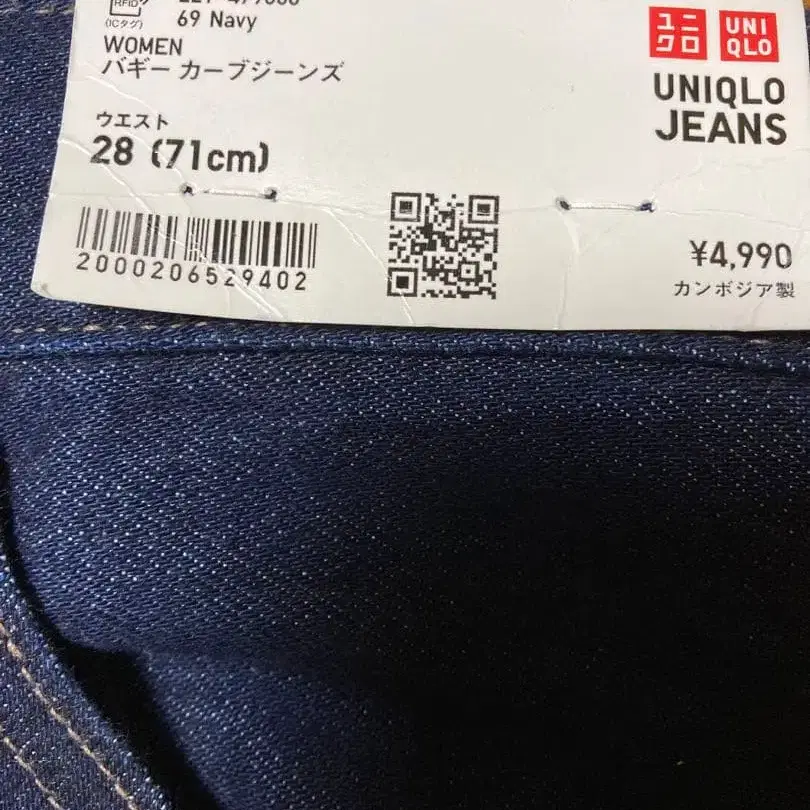 RFID
(ICタグ)
69 Navy
WOMEN
バギー カーブジーンズ
ウエスト
28 (71cm)
2000206529402
ユニ
クロ
UNI
QLO
UNIQLO
JEANS
¥4,990
カンボジア製